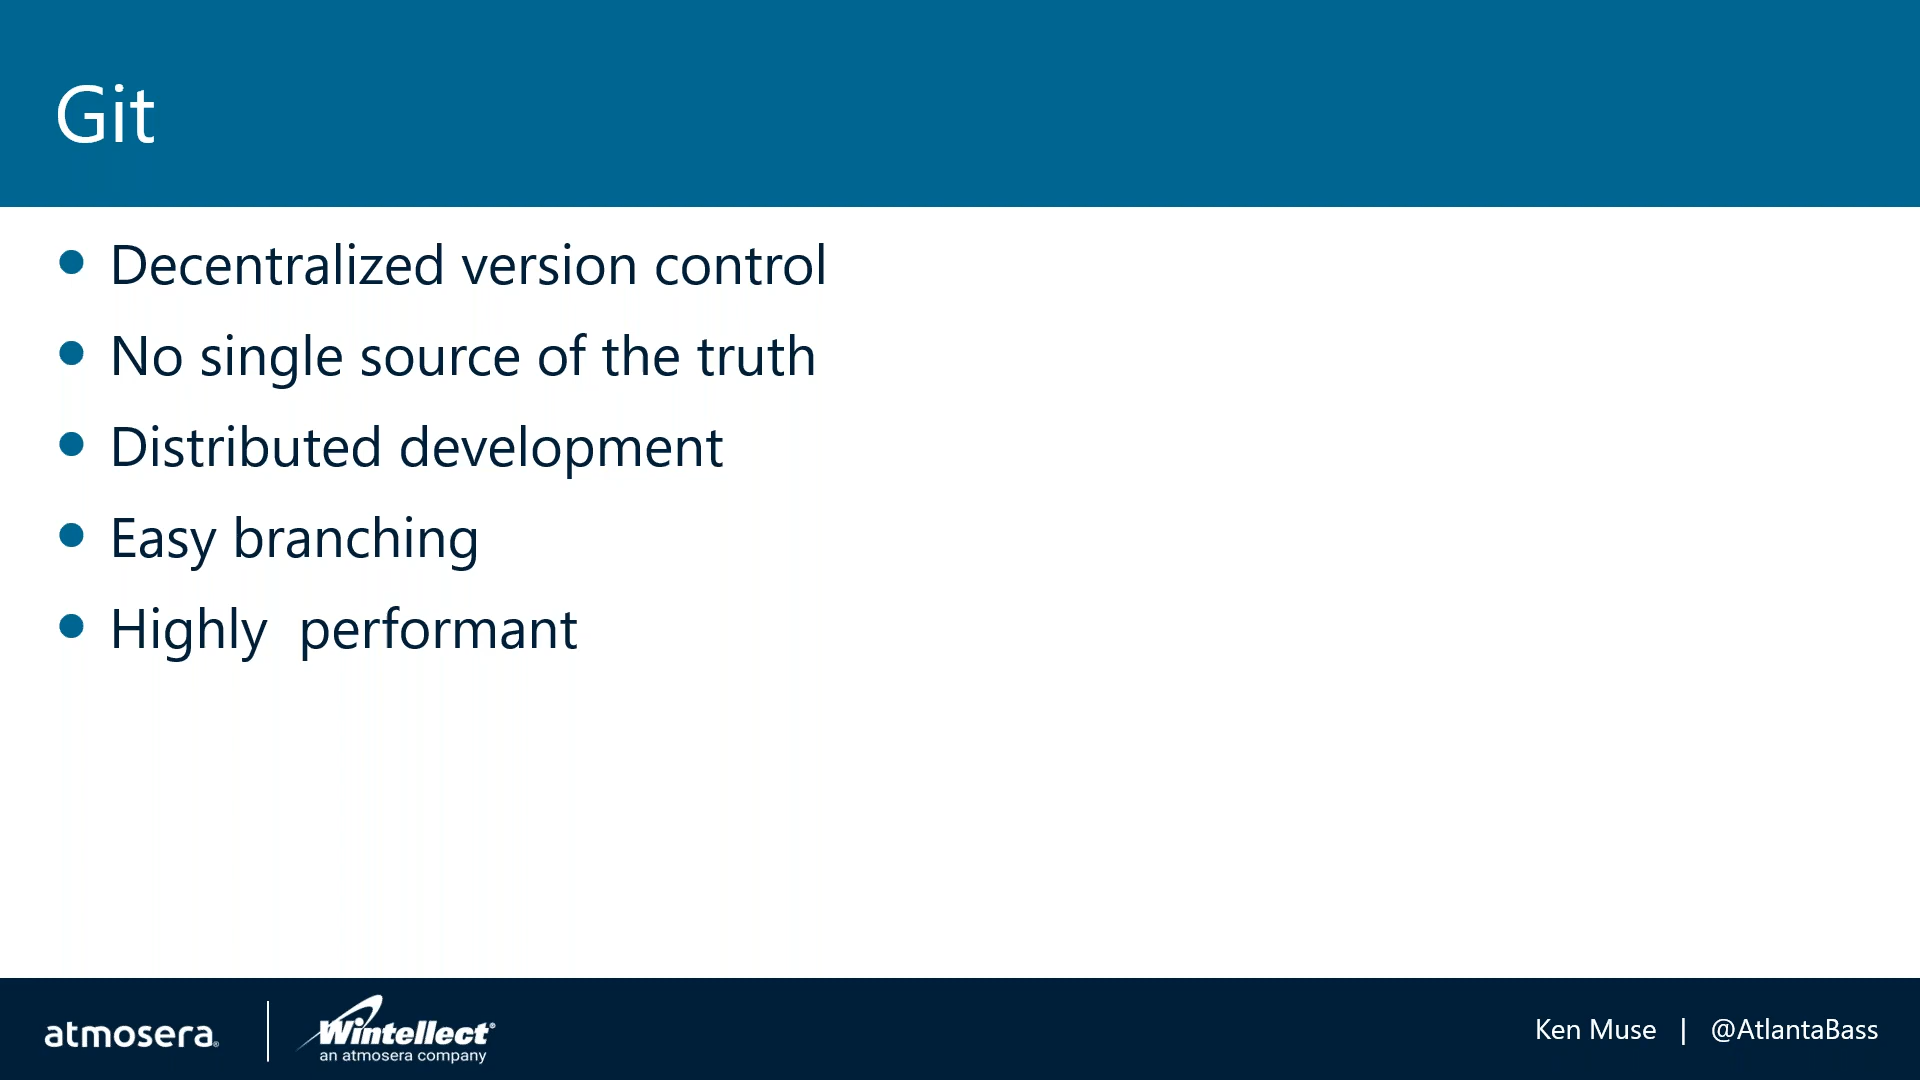 Git
Decentralized version control
No single source of the truth
Distributed development
Easy branching
Highly  performant
atmosera®
Wintellect®
an atmosera company
Ken Muse | @AtlantaBass